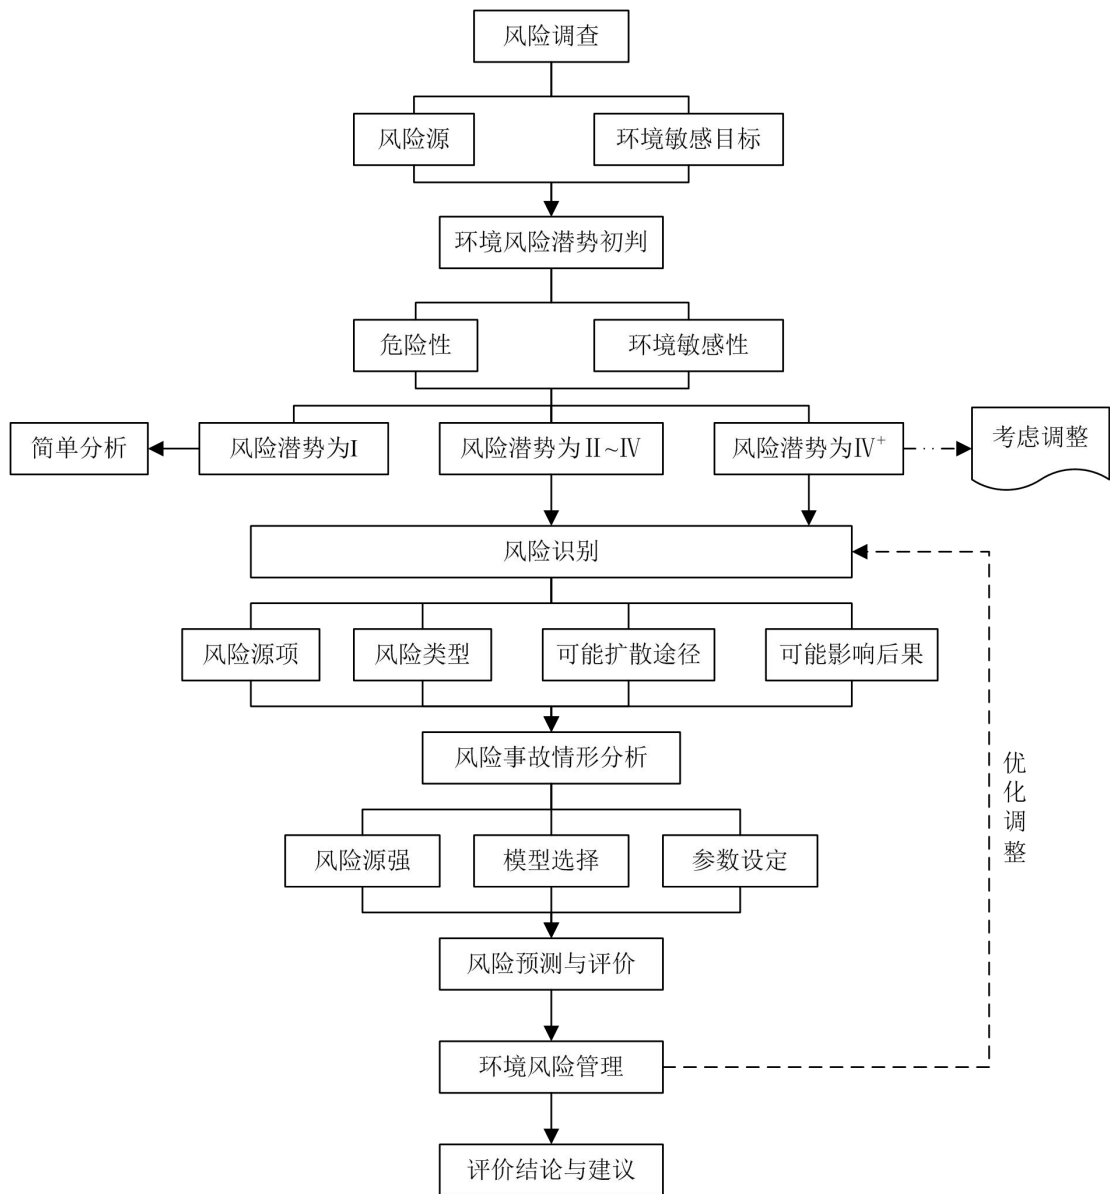 风险调查
风险源
环境敏感目标
环境风险潜势初判
危险性
环境敏感性
简单分析
风险潜势为Ⅰ
风险潜势为Ⅱ~Ⅳ
风险潜势为Ⅳ⁺
考虑调整
风险识别
风险源项
风险类型
可能扩散途径
可能影响后果
风险事故情形分析
优化调整
风险源强
模型选择
参数设定
风险预测与评价
环境风险管理
评价结论与建议